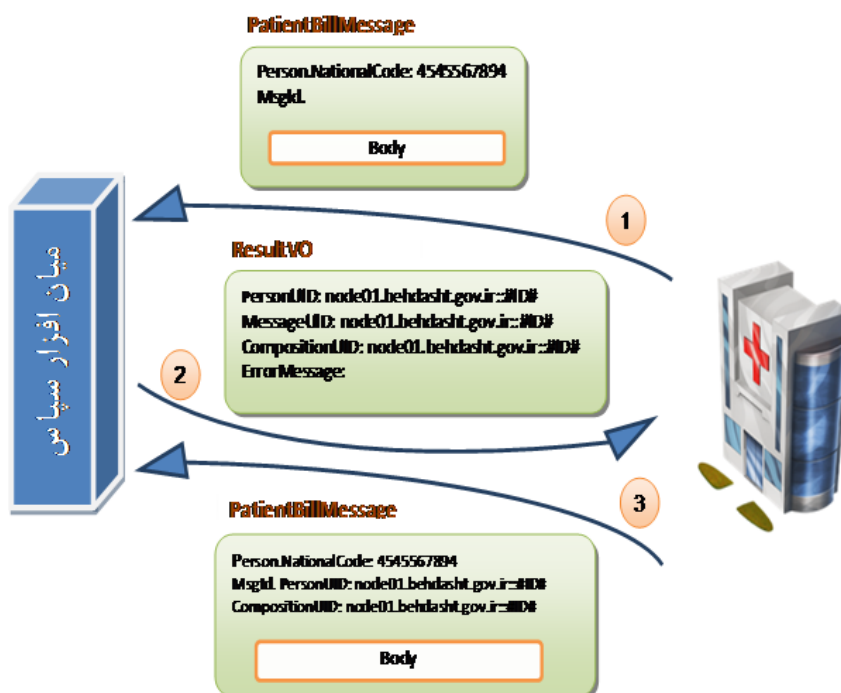 PatientBillMessage
Person.NationalCode: 4545567894
MsgId.
Body
1
میان افزار سپاس
ResultVO
PersonUID: node01.behdasht.gov.ir::#ID#
MessageUID: node01.behdasht.gov.ir::#ID#
CompositionUID: node01.behdasht.gov.ir::#ID#
ErrorMessage:
2
3
PatientBillMessage
Person.NationalCode: 4545567894
MsgId. PersonUID: node01.behdasht.gov.ir::#ID#
CompositionUID: node01.behdasht.gov.ir::#ID#
Body